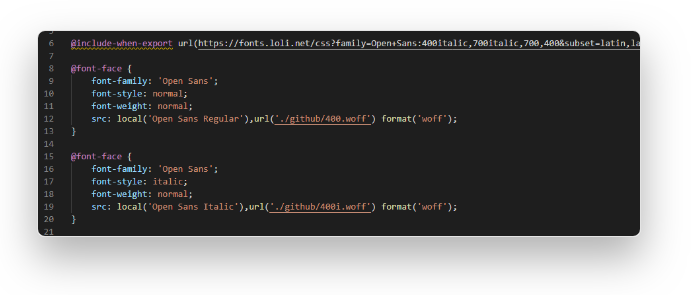 5
6 @include-when-export url(https://fonts.loli.net/css?family=Open+Sans:400italic,700italic,700,400&subset=latin,la
7
8 @font-face {
9 font-family: 'Open Sans';
10 font-style: normal;
11 font-weight: normal;
12 src: local('Open Sans Regular'),url('./github/400.woff') format('woff');
13 }
14
15 @font-face {
16 font-family: 'Open Sans';
17 font-style: italic;
18 font-weight: normal;
19 src: local('Open Sans Italic'),url('./github/400i.woff') format('woff');
20 }
21